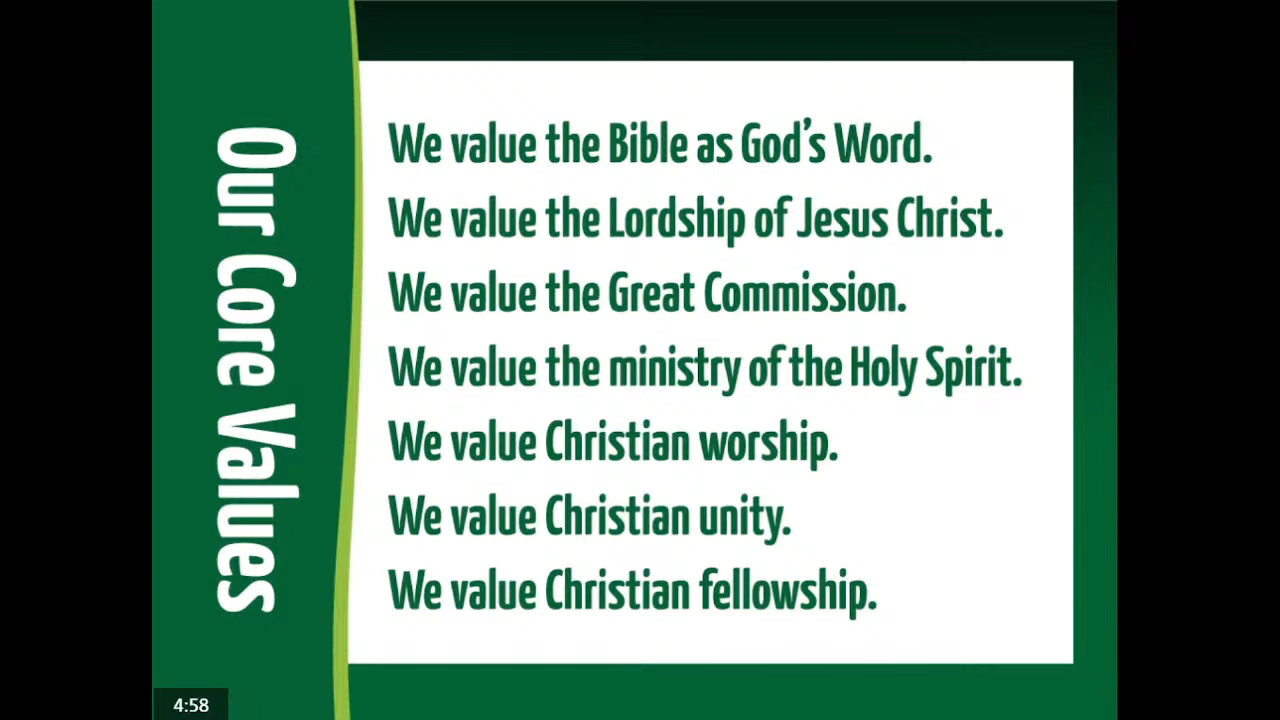 Our Core Values
We value the Bible as God's Word.
We value the Lordship of Jesus Christ.
We value the Great Commission.
We value the ministry of the Holy Spirit.
We value Christian worship.
We value Christian unity.
We value Christian fellowship.
4:58